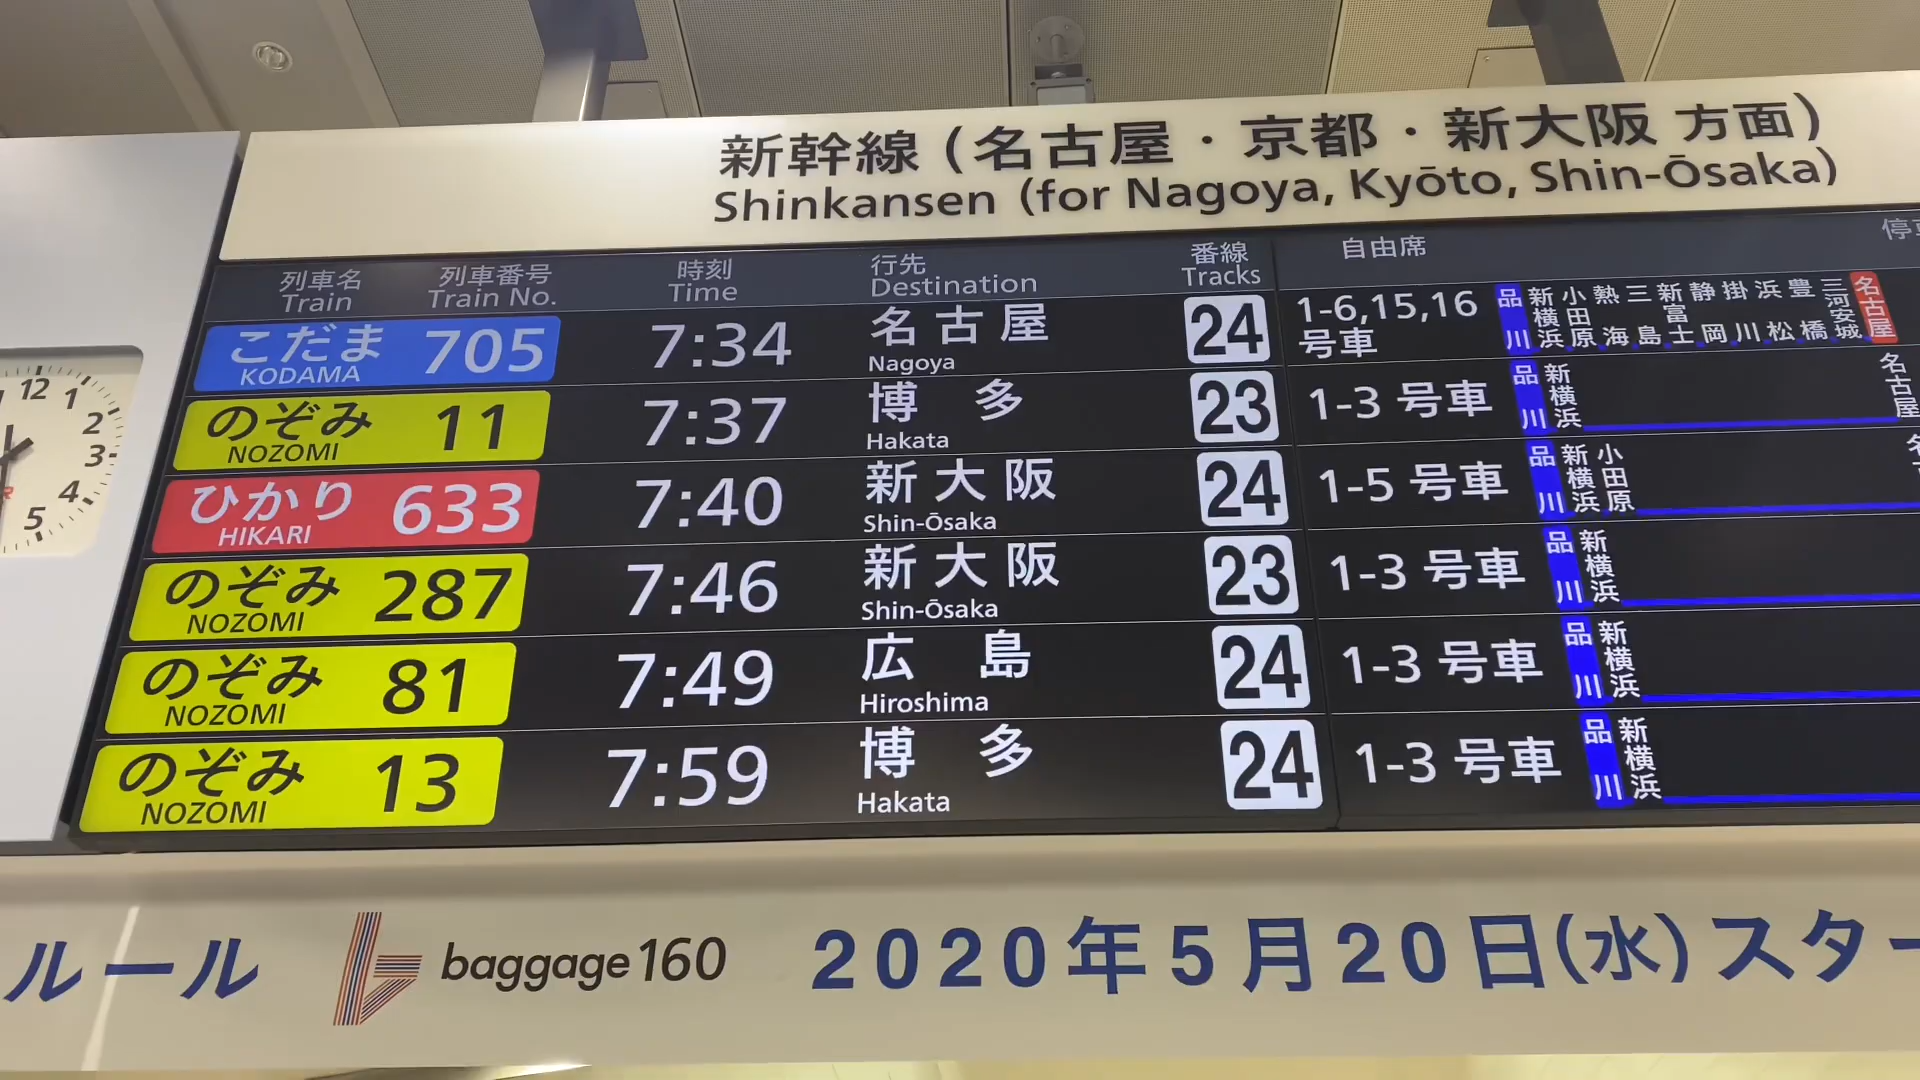 新幹線（名古屋・京都・新大阪 方面）
Shinkansen (for Nagoya, Kyōto, Shin-Ōsaka)
列車名 列車番号 時刻 行先 番線 自由席
Train Train No. Time Destination Tracks
こだま 705 7:34 名古屋 24 1-6,15,16号車 品川 新横浜 小田原 熱海 三島 新富士 静岡 掛川 浜松 豊橋 三河安城 名古屋
KODAMA Nagoya
のぞみ 11 7:37 博多 23 1-3 号車 品川 新横浜 名古屋
NOZOMI Hakata
ひかり 633 7:40 新大阪 24 1-5 号車 品川 新横浜 小田原
HIKARI Shin-Ōsaka
のぞみ 287 7:46 新大阪 23 1-3 号車 品川 新横浜
NOZOMI Shin-Ōsaka
のぞみ 81 7:49 広島 24 1-3 号車 品川 新横浜
NOZOMI Hiroshima
のぞみ 13 7:59 博多 24 1-3 号車 品川 新横浜
NOZOMI Hakata
12
1
2
3
4
5
ルール baggage160 2020年5月20日(水)スター